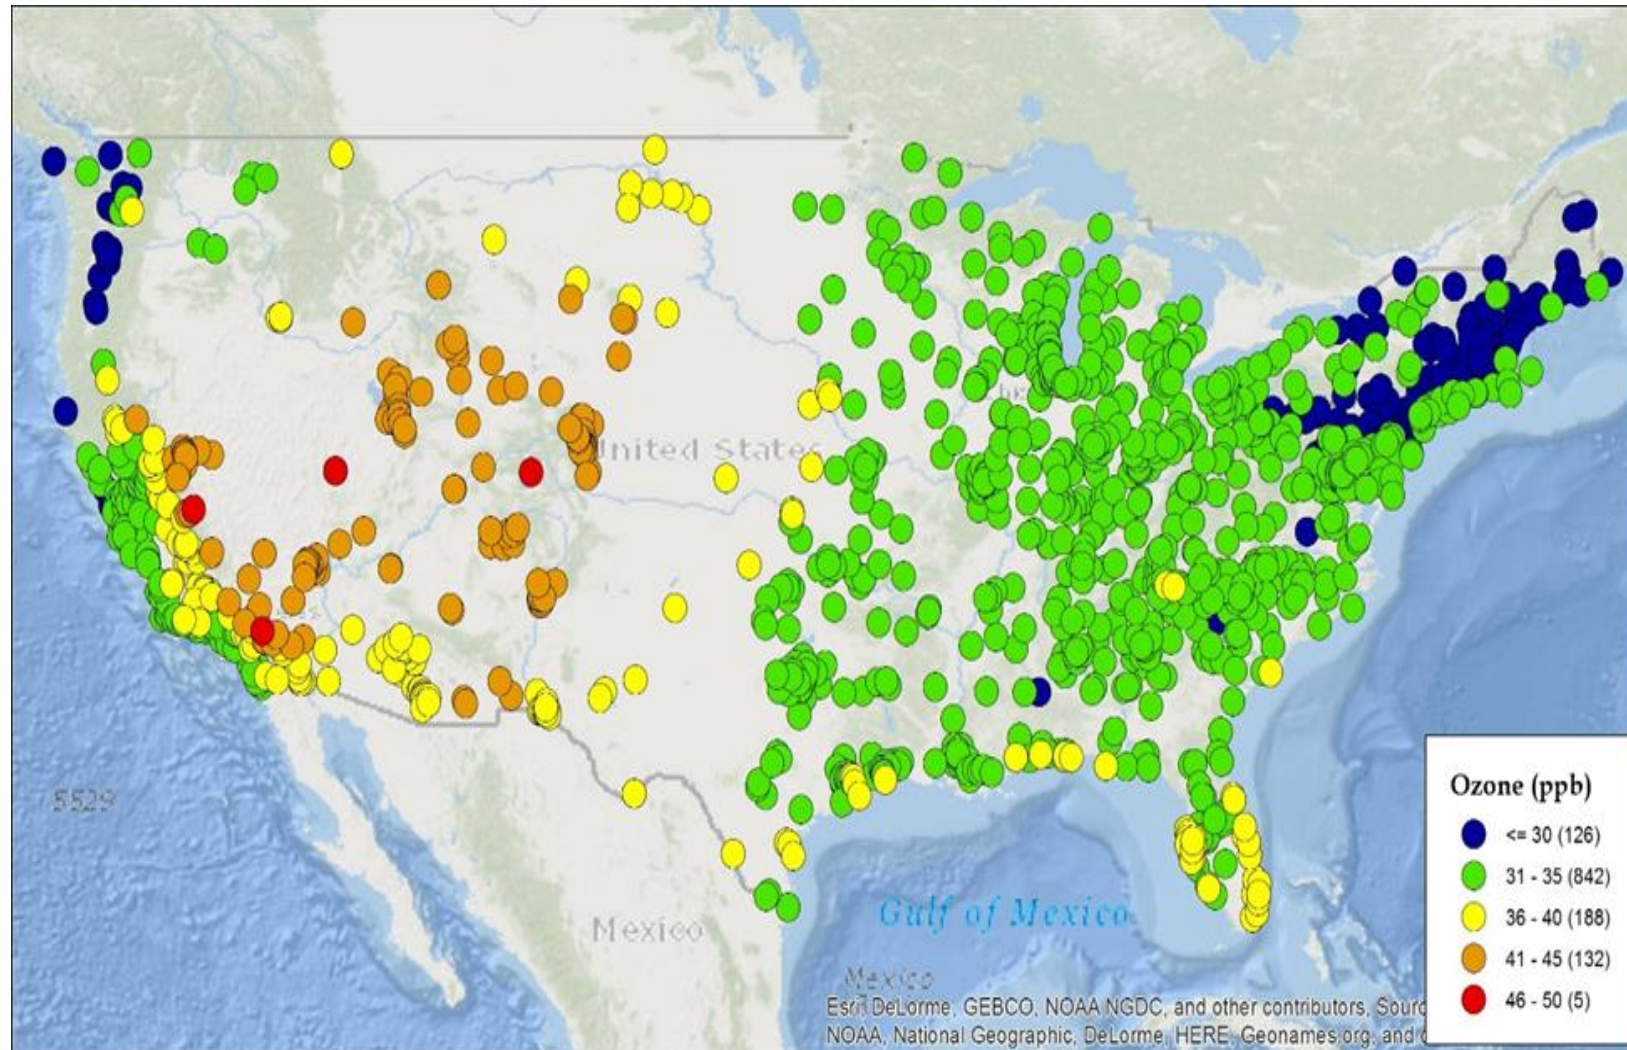 United States
5529
Mexico
Gulf of Mexico
Mexico
Esri, DeLorme, GEBCO, NOAA NGDC, and other contributors, Sourc
NOAA, National Geographic, DeLorme, HERE, Geonames.org, and
Ozone (ppb)
<= 30 (126)
31 - 35 (842)
36 - 40 (188)
41 - 45 (132)
46 - 50 (5)